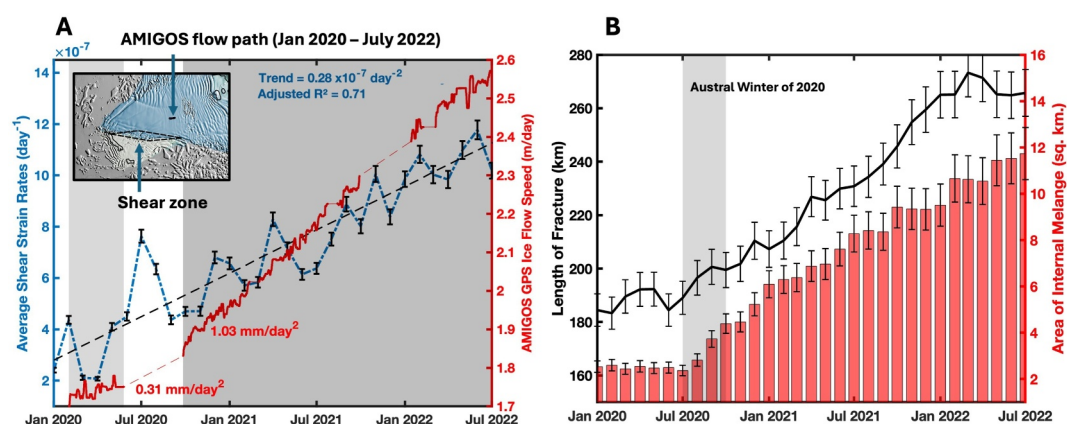 A
AMIGOS flow path (Jan 2020 – July 2022)
×10⁻⁷
Average Shear Strain Rates (day⁻¹)
14
12
10
8
6
4
2
Trend = 0.28 x10⁻⁷ day⁻²
Adjusted R² = 0.71
Shear zone
1.03 mm/day²
0.31 mm/day²
2.6
2.5
2.4
2.3
2.2
2.1
2.0
1.9
1.8
1.7
AMIGOS GPS Ice Flow Speed (m/day)
Jan 2020 Jul 2020 Jan 2021 Jul 2021 Jan 2022 Jul 2022
B
Length of Fracture (km)
280
260
240
220
200
180
160
Austral Winter of 2020
16
14
12
10
8
6
4
2
Area of Internal Melange (sq. km.)
Jan 2020 Jul 2020 Jan 2021 Jul 2021 Jan 2022 Jul 2022